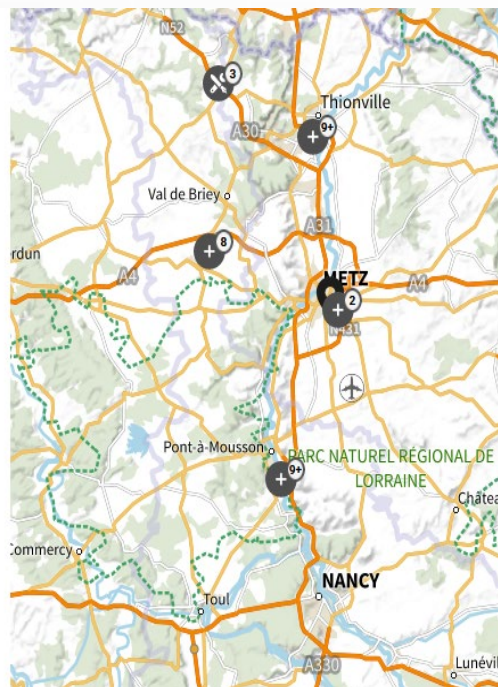 N52
3
Thionville
9+
A30
Val de Briey
A31
8
erdun
METZ
A4
A4
2
N431
Pont-à-Mousson
9+
PARC NATUREL RÉGIONAL DE
LORRAINE
Châtea
Commercy
NANCY
Toul
A330
Lunévil